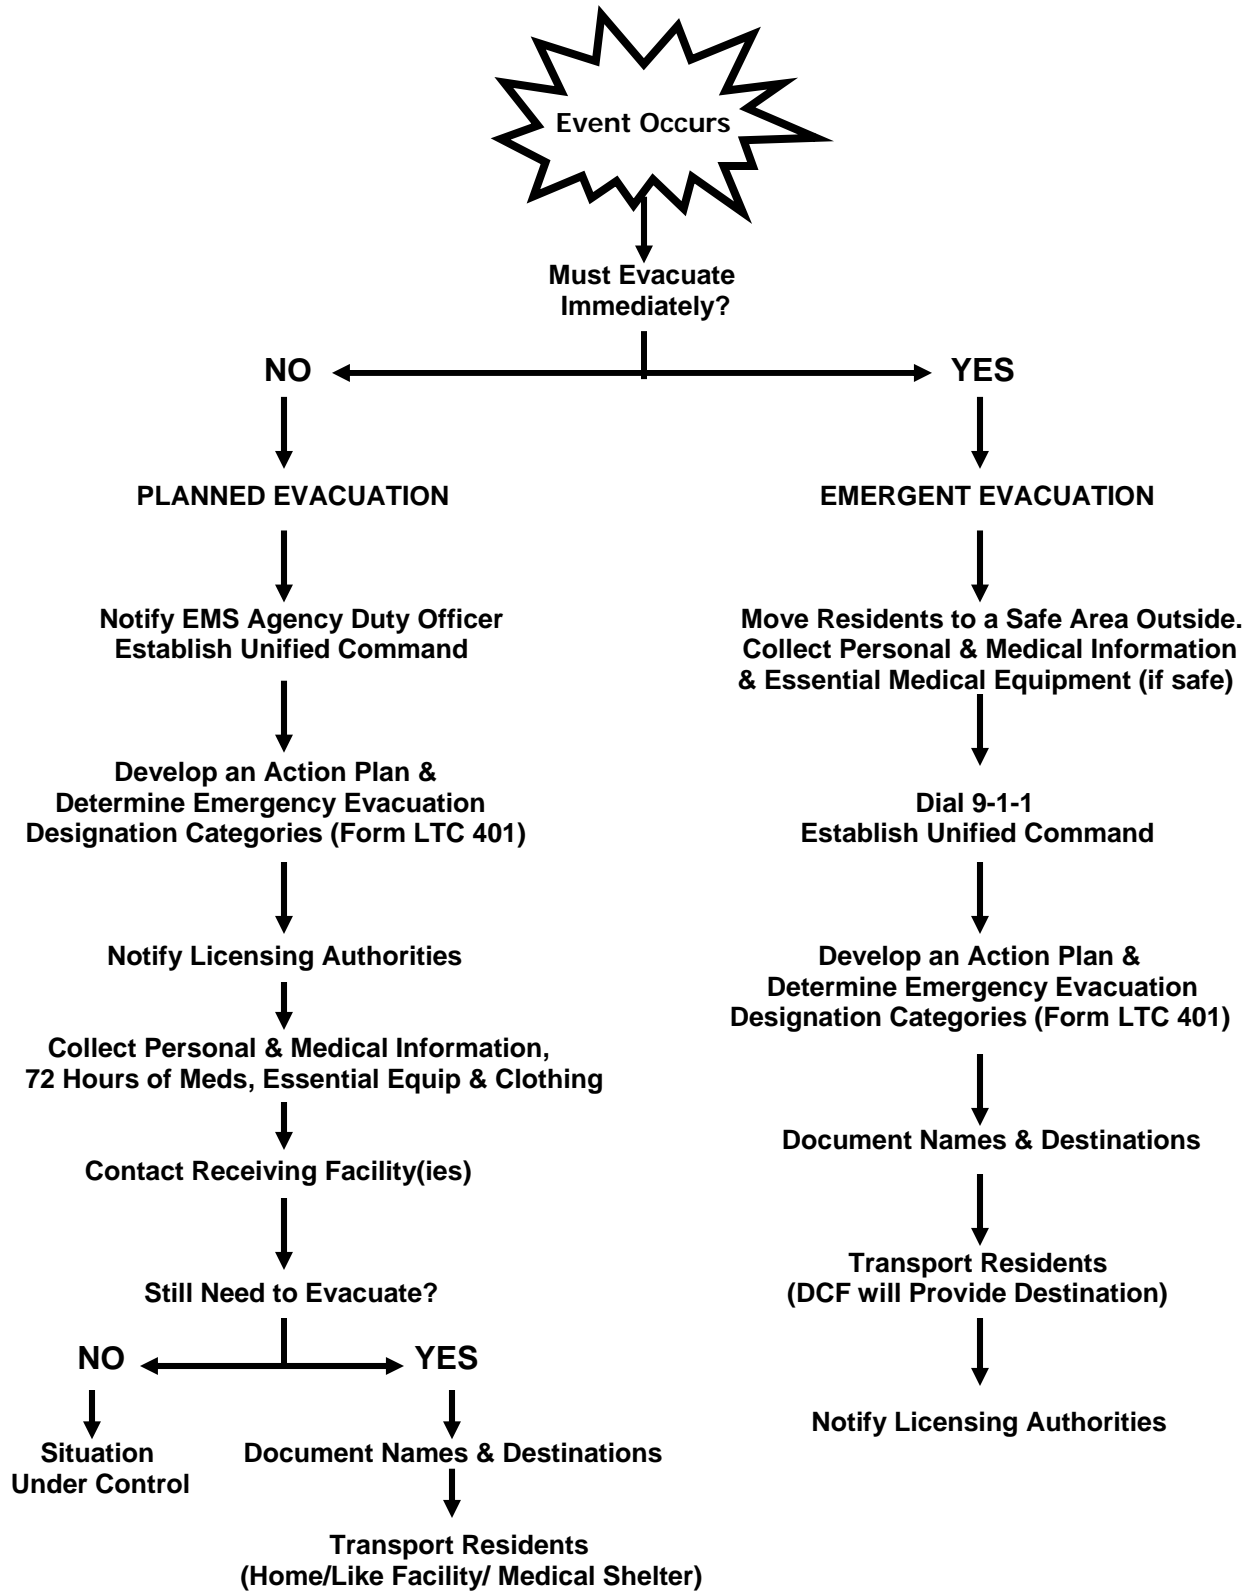 Event Occurs
Must Evacuate
Immediately?
NO
YES
PLANNED EVACUATION
Notify EMS Agency Duty Officer
Establish Unified Command
Develop an Action Plan &
Determine Emergency Evacuation
Designation Categories (Form LTC 401)
Notify Licensing Authorities
Collect Personal & Medical Information,
72 Hours of Meds, Essential Equip & Clothing
Contact Receiving Facility(ies)
Still Need to Evacuate?
NO
YES
Situation
Under Control
Document Names & Destinations
Transport Residents
(Home/Like Facility/ Medical Shelter)
EMERGENT EVACUATION
Move Residents to a Safe Area Outside.
Collect Personal & Medical Information
& Essential Medical Equipment (if safe)
Dial 9-1-1
Establish Unified Command
Develop an Action Plan &
Determine Emergency Evacuation
Designation Categories (Form LTC 401)
Document Names & Destinations
Transport Residents
(DCF will Provide Destination)
Notify Licensing Authorities